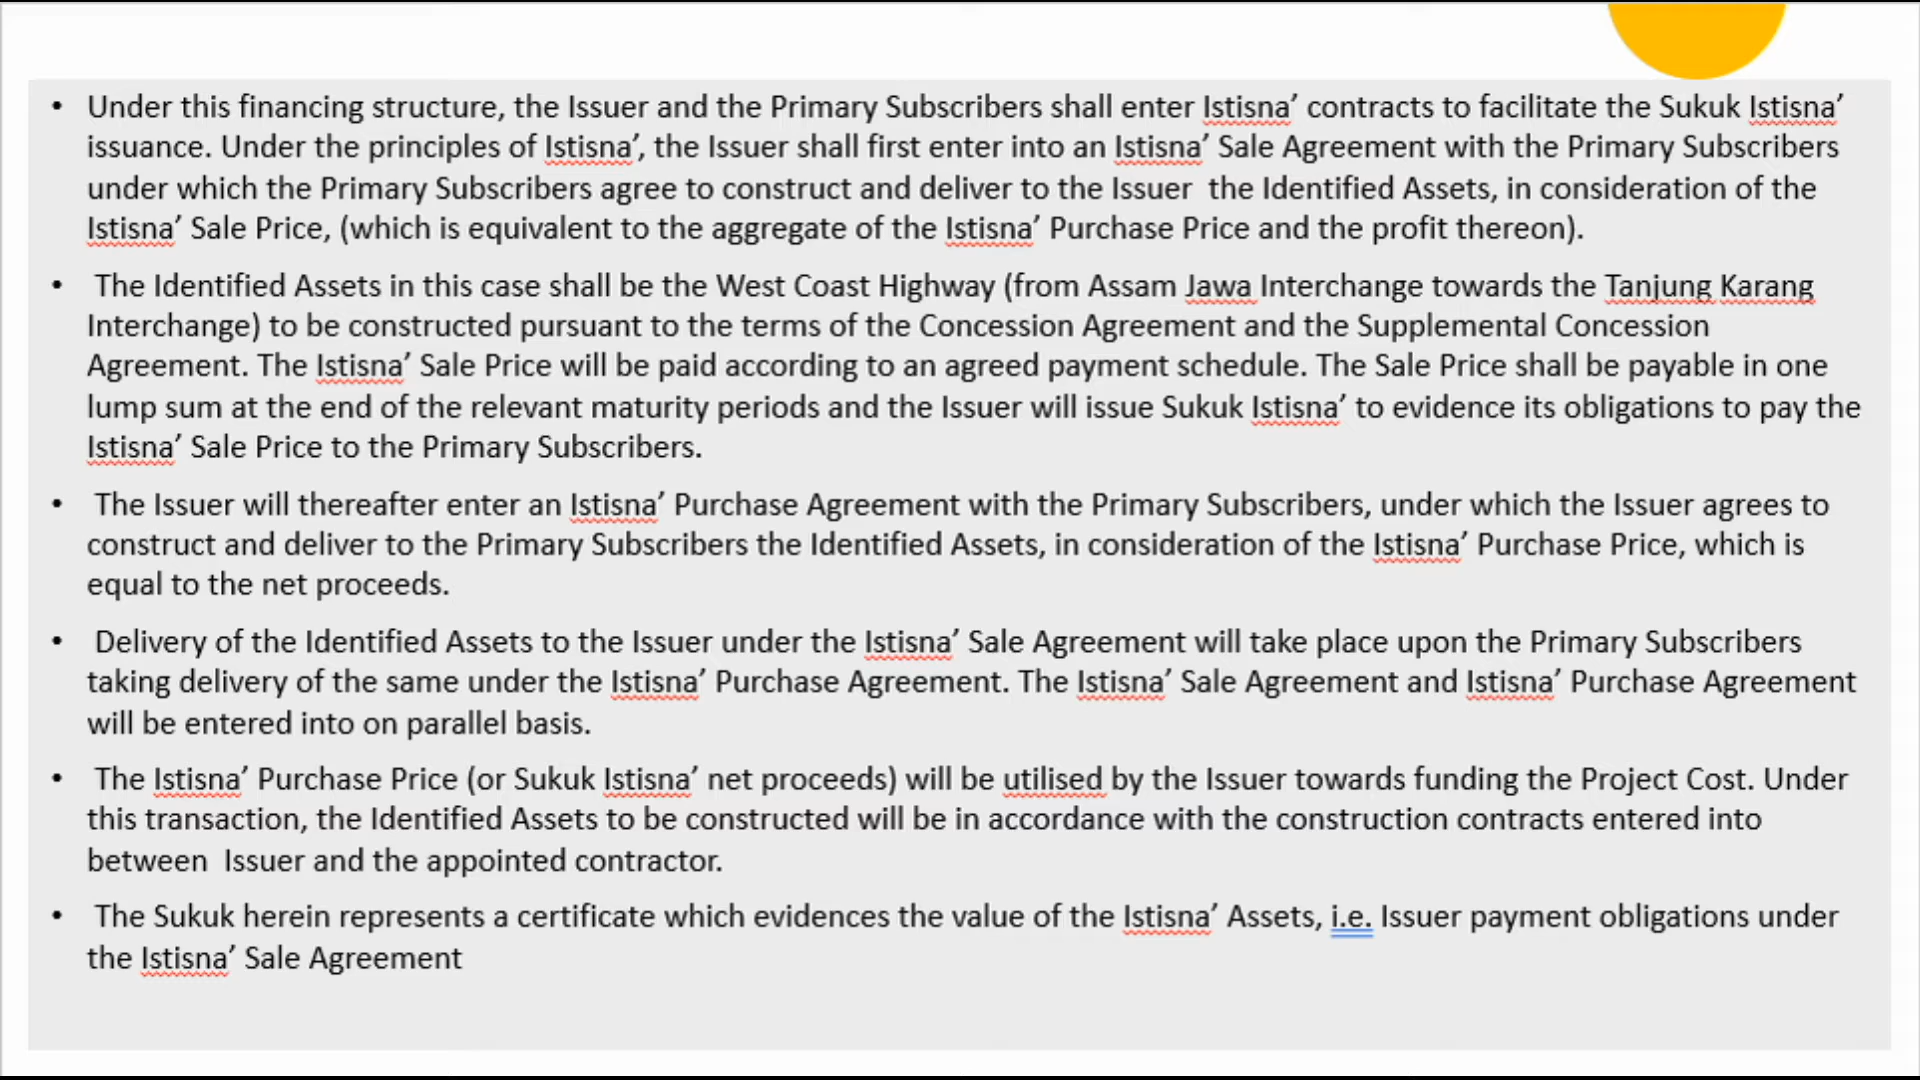 • Under this financing structure, the Issuer and the Primary Subscribers shall enter Istisna’ contracts to facilitate the Sukuk Istisna’
issuance. Under the principles of Istisna’, the Issuer shall first enter into an Istisna’ Sale Agreement with the Primary Subscribers
under which the Primary Subscribers agree to construct and deliver to the Issuer  the Identified Assets, in consideration of the
Istisna’ Sale Price, (which is equivalent to the aggregate of the Istisna’ Purchase Price and the profit thereon).
• The Identified Assets in this case shall be the West Coast Highway (from Assam Jawa Interchange towards the Tanjung Karang
Interchange) to be constructed pursuant to the terms of the Concession Agreement and the Supplemental Concession
Agreement. The Istisna’ Sale Price will be paid according to an agreed payment schedule. The Sale Price shall be payable in one
lump sum at the end of the relevant maturity periods and the Issuer will issue Sukuk Istisna’ to evidence its obligations to pay the
Istisna’ Sale Price to the Primary Subscribers.
• The Issuer will thereafter enter an Istisna’ Purchase Agreement with the Primary Subscribers, under which the Issuer agrees to
construct and deliver to the Primary Subscribers the Identified Assets, in consideration of the Istisna’ Purchase Price, which is
equal to the net proceeds.
• Delivery of the Identified Assets to the Issuer under the Istisna’ Sale Agreement will take place upon the Primary Subscribers
taking delivery of the same under the Istisna’ Purchase Agreement. The Istisna’ Sale Agreement and Istisna’ Purchase Agreement
will be entered into on parallel basis.
• The Istisna’ Purchase Price (or Sukuk Istisna’ net proceeds) will be utilised by the Issuer towards funding the Project Cost. Under
this transaction, the Identified Assets to be constructed will be in accordance with the construction contracts entered into
between  Issuer and the appointed contractor.
• The Sukuk herein represents a certificate which evidences the value of the Istisna’ Assets, i.e. Issuer payment obligations under
the Istisna’ Sale Agreement